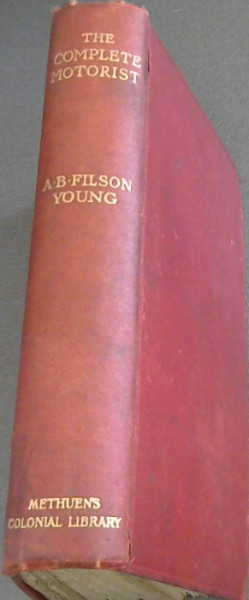 THE
COMPLETE
MOTORIST
A·B·FILSON
YOUNG
METHUEN'S
COLONIAL LIBRARY